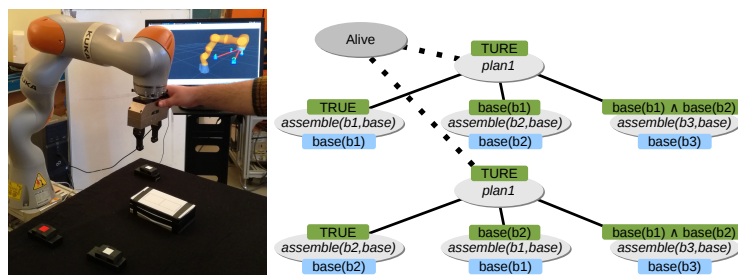 KUKA
KUKA
Alive
TURE
plan1
TRUE
assemble(b1,base)
base(b1)
base(b1)
assemble(b2,base)
base(b2)
base(b1) ∧ base(b2)
assemble(b3,base)
base(b3)
TURE
plan1
TRUE
assemble(b2,base)
base(b2)
base(b2)
assemble(b1,base)
base(b1)
base(b1) ∧ base(b2)
assemble(b3,base)
base(b3)